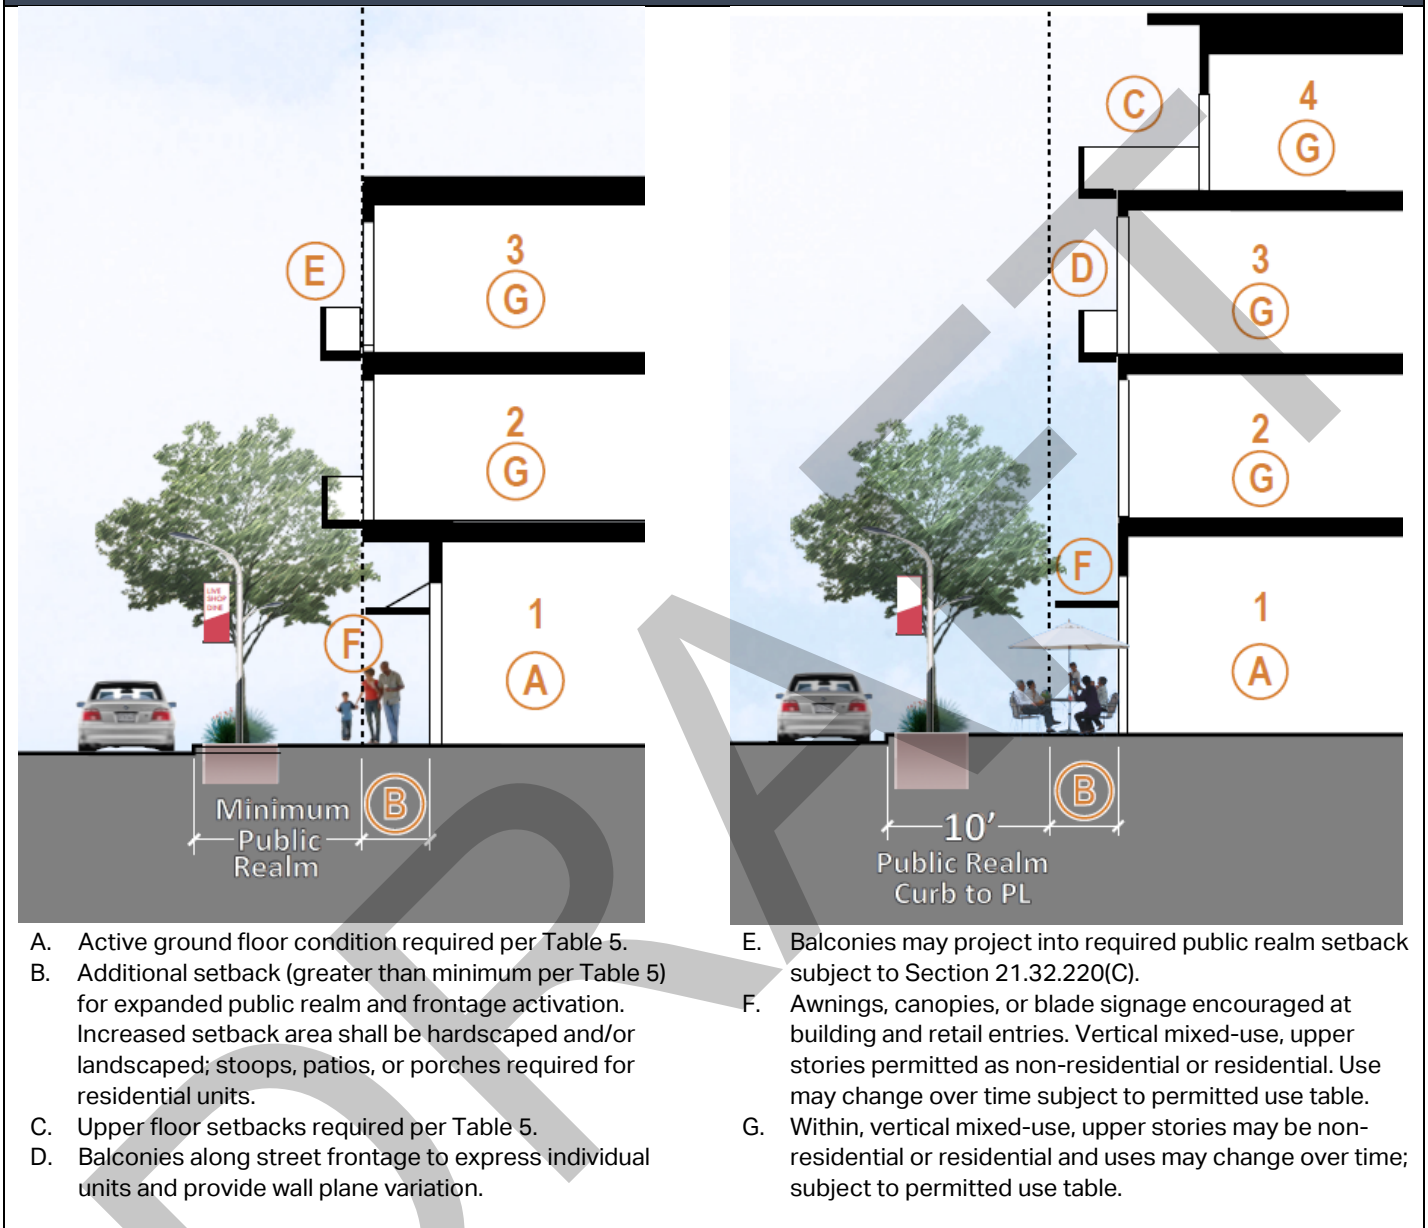 E
3
G
2
G
LIVE
SHOP
DINE
F
1
A
Minimum
Public
Realm
B
C
4
G
D
3
G
2
G
F
1
A
10’
Public Realm
Curb to PL
B
DRAFT
A. Active ground floor condition required per Table 5.
B. Additional setback (greater than minimum per Table 5)
for expanded public realm and frontage activation.
Increased setback area shall be hardscaped and/or
landscaped; stoops, patios, or porches required for
residential units.
C. Upper floor setbacks required per Table 5.
D. Balconies along street frontage to express individual
units and provide wall plane variation.
E. Balconies may project into required public realm setback
subject to Section 21.32.220(C).
F. Awnings, canopies, or blade signage encouraged at
building and retail entries. Vertical mixed-use, upper
stories permitted as non-residential or residential. Use
may change over time subject to permitted use table.
G. Within, vertical mixed-use, upper stories may be non-
residential or residential and uses may change over time;
subject to permitted use table.